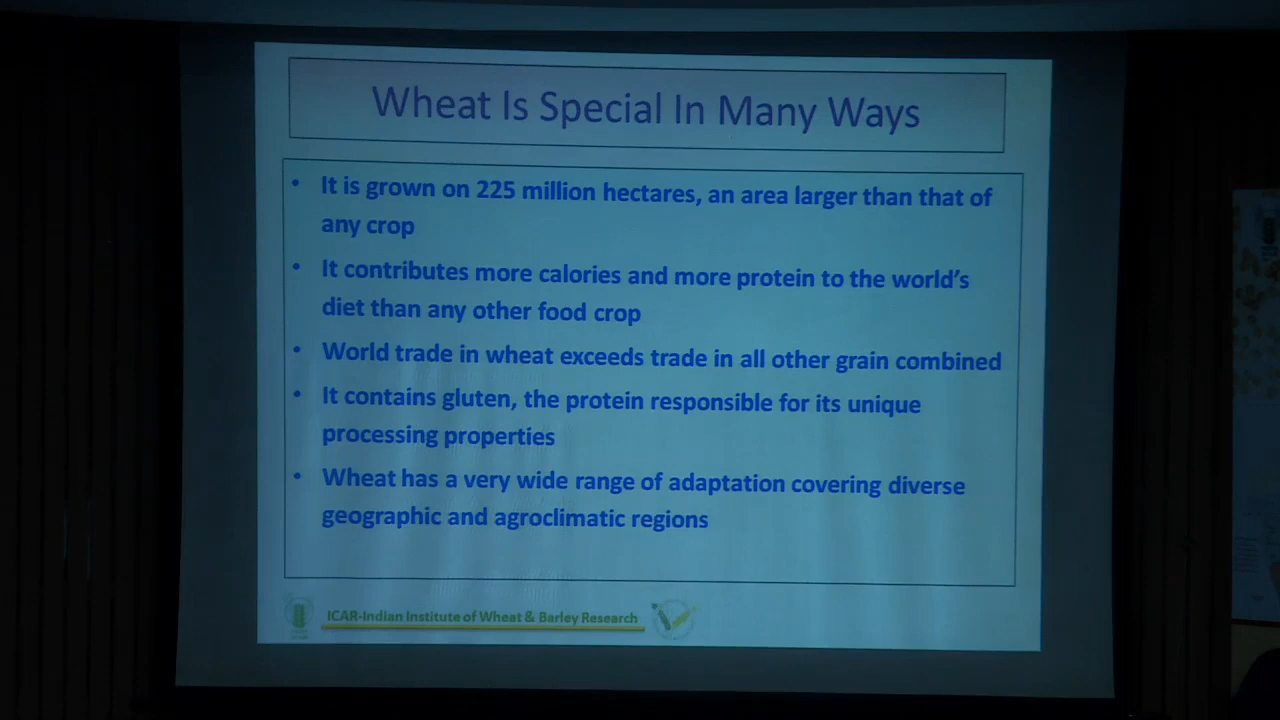 Wheat Is Special In Many Ways
• It is grown on 225 million hectares, an area larger than that of
any crop
• It contributes more calories and more protein to the world's
diet than any other food crop
• World trade in wheat exceeds trade in all other grain combined
• It contains gluten, the protein responsible for its unique
processing properties
• Wheat has a very wide range of adaptation covering diverse
geographic and agroclimatic regions
ICAR-Indian Institute of Wheat & Barley Research